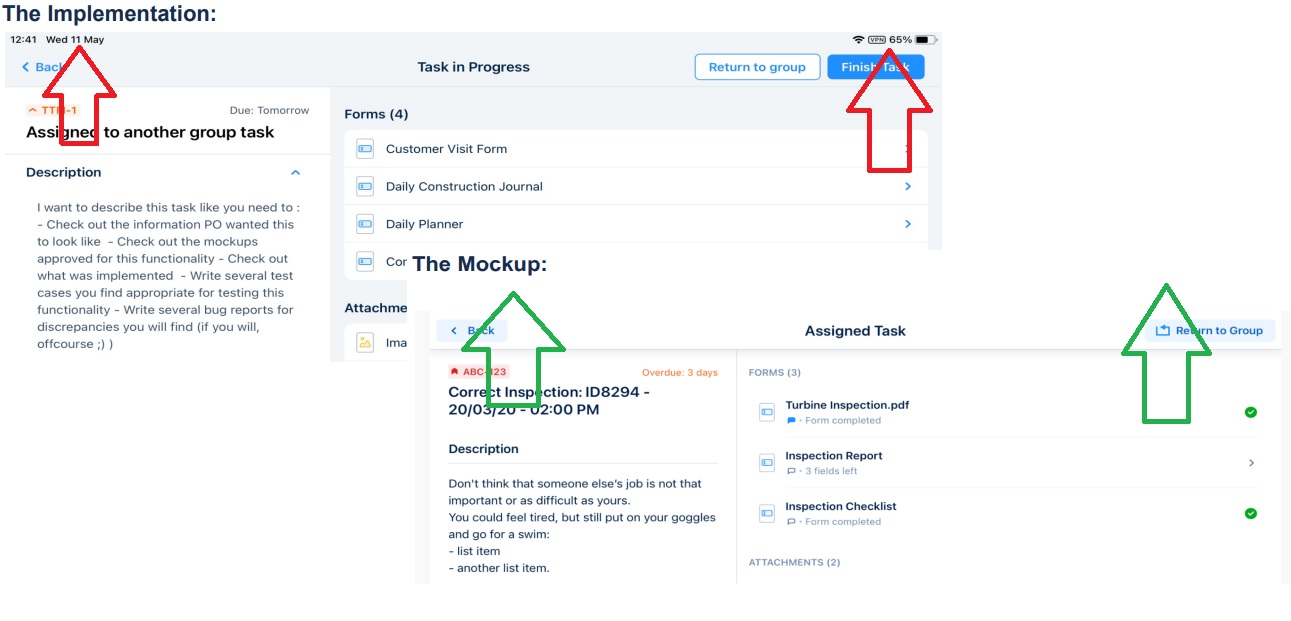 The Implementation:
12:41 Wed 11 May
VPN 65%
Back
Task in Progress
Return to group
Finish Task
TTM-1
Due: Tomorrow
Assigned to another group task
Description
I want to describe this task like you need to :
- Check out the information PO wanted this
to look like - Check out the mockups
approved for this functionality - Check out
what was implemented - Write several test
cases you find appropriate for testing this
functionality - Write several bug reports for
discrepancies you will find (if you will,
offcourse ;) )
Forms (4)
Customer Visit Form
Daily Construction Journal
Daily Planner
Cor
Attachme
Ima
The Mockup:
Back
Assigned Task
Return to Group
ABC-123
Overdue: 3 days
Correct Inspection: ID8294 -
20/03/20 - 02:00 PM
Description
Don't think that someone else's job is not that
important or as difficult as yours.
You could feel tired, but still put on your goggles
and go for a swim:
- list item
- another list item.
FORMS (3)
Turbine Inspection.pdf
· Form completed
Inspection Report
· 3 fields left
Inspection Checklist
· Form completed
ATTACHMENTS (2)